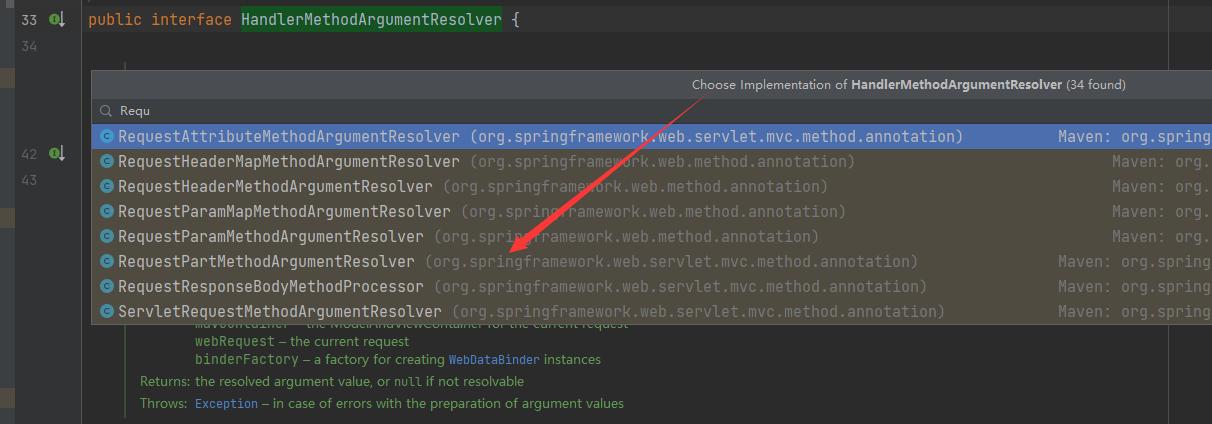 33 public interface HandlerMethodArgumentResolver {
34
Choose Implementation of HandlerMethodArgumentResolver (34 found)
Requ
RequestAttributeMethodArgumentResolver (org.springframework.web.servlet.mvc.method.annotation) Maven: org.spring
RequestHeaderMapMethodArgumentResolver (org.springframework.web.method.annotation) Maven: org.
RequestHeaderMethodArgumentResolver (org.springframework.web.method.annotation) Maven: org.
42
RequestParamMapMethodArgumentResolver (org.springframework.web.method.annotation) Maven: org.
43
RequestParamMethodArgumentResolver (org.springframework.web.method.annotation) Maven: org.
RequestPartMethodArgumentResolver (org.springframework.web.servlet.mvc.method.annotation) Maven: org.spring
RequestResponseBodyMethodProcessor (org.springframework.web.servlet.mvc.method.annotation) Maven: org.spring
ServletRequestMethodArgumentResolver (org.springframework.web.servlet.mvc.method.annotation) Maven: org.spring
mavContainer – the ModelAndViewContainer for the current request
webRequest – the current request
binderFactory – a factory for creating WebDataBinder instances
Returns: the resolved argument value, or null if not resolvable
Throws: Exception – in case of errors with the preparation of argument values